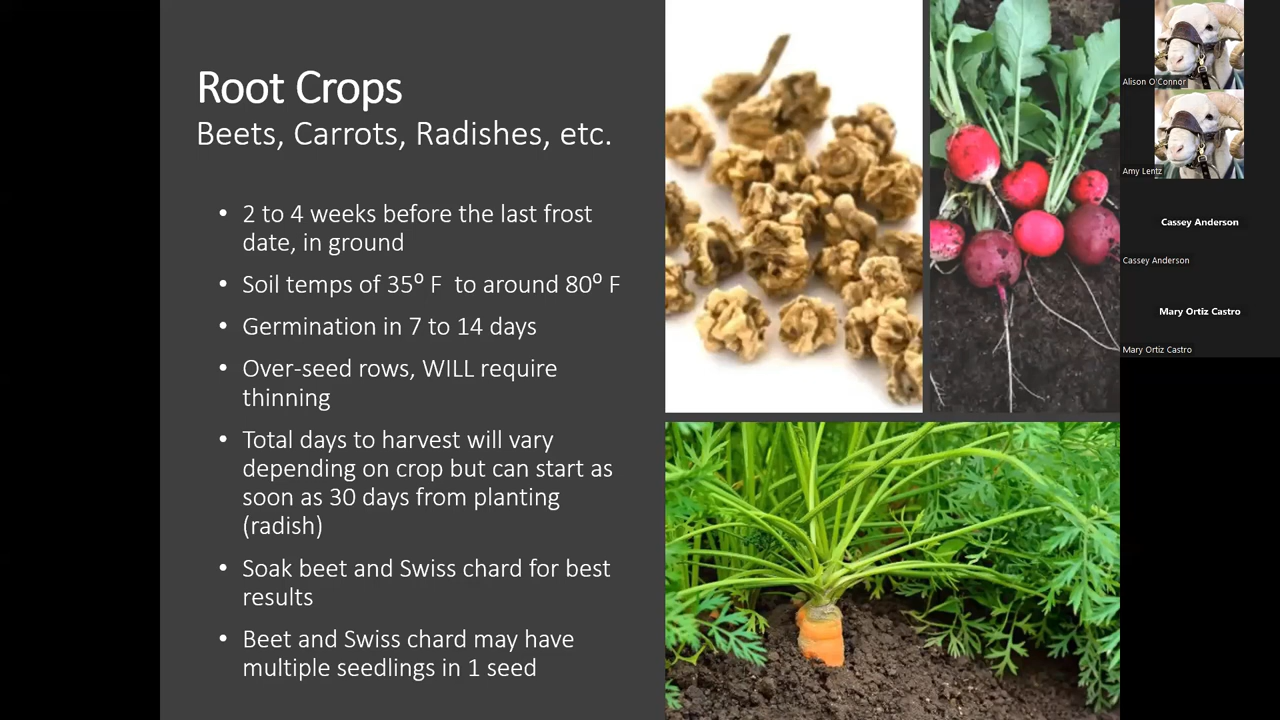 Root Crops
Beets, Carrots, Radishes, etc.
• 2 to 4 weeks before the last frost
date, in ground
• Soil temps of 35⁰ F  to around 80⁰ F
• Germination in 7 to 14 days
• Over-seed rows, WILL require
thinning
• Total days to harvest will vary
depending on crop but can start as
soon as 30 days from planting
(radish)
• Soak beet and Swiss chard for best
results
• Beet and Swiss chard may have
multiple seedlings in 1 seed
Alison O'Connor
Amy Lentz
Cassey Anderson
Cassey Anderson
Mary Ortiz Castro
Mary Ortiz Castro